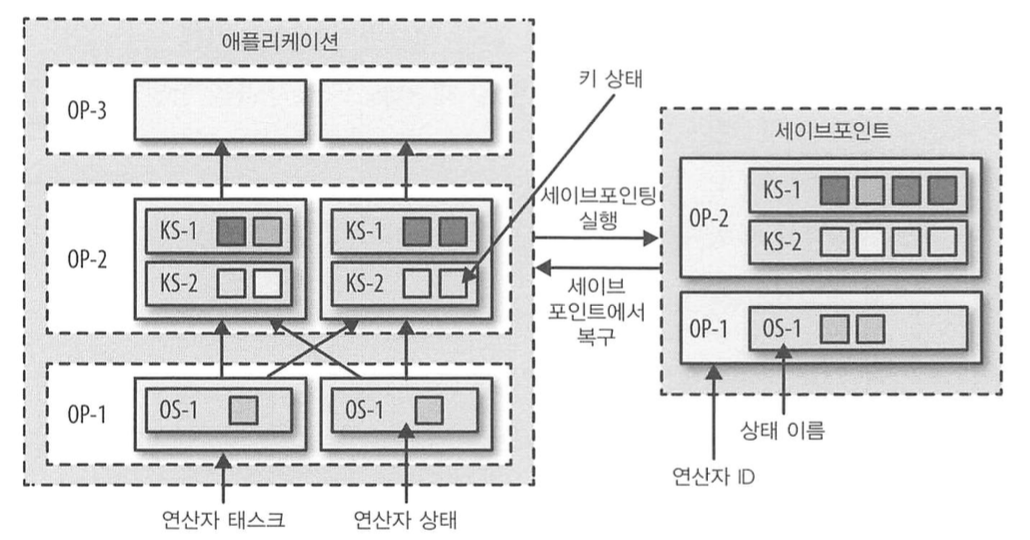 애플리케이션
OP-3
키 상태
OP-2
KS-1
KS-2
KS-1
KS-2
OP-1
OS-1
OS-1
연산자 태스크
연산자 상태
세이브포인팅
실행
세이브
포인트에서
복구
세이브포인트
OP-2
KS-1
KS-2
OP-1
OS-1
상태 이름
연산자 ID